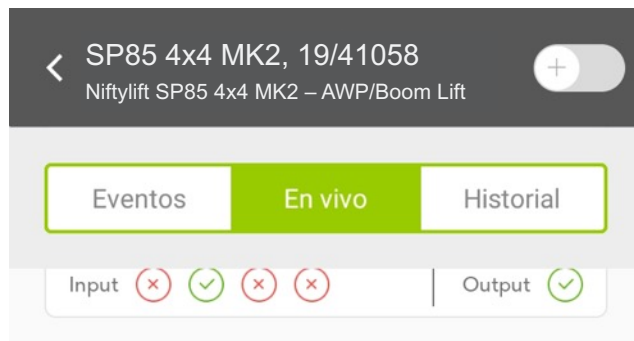 SP85 4x4 MK2, 19/41058
Niftylift SP85 4x4 MK2 – AWP/Boom Lift
Eventos En vivo Historial
Input Output